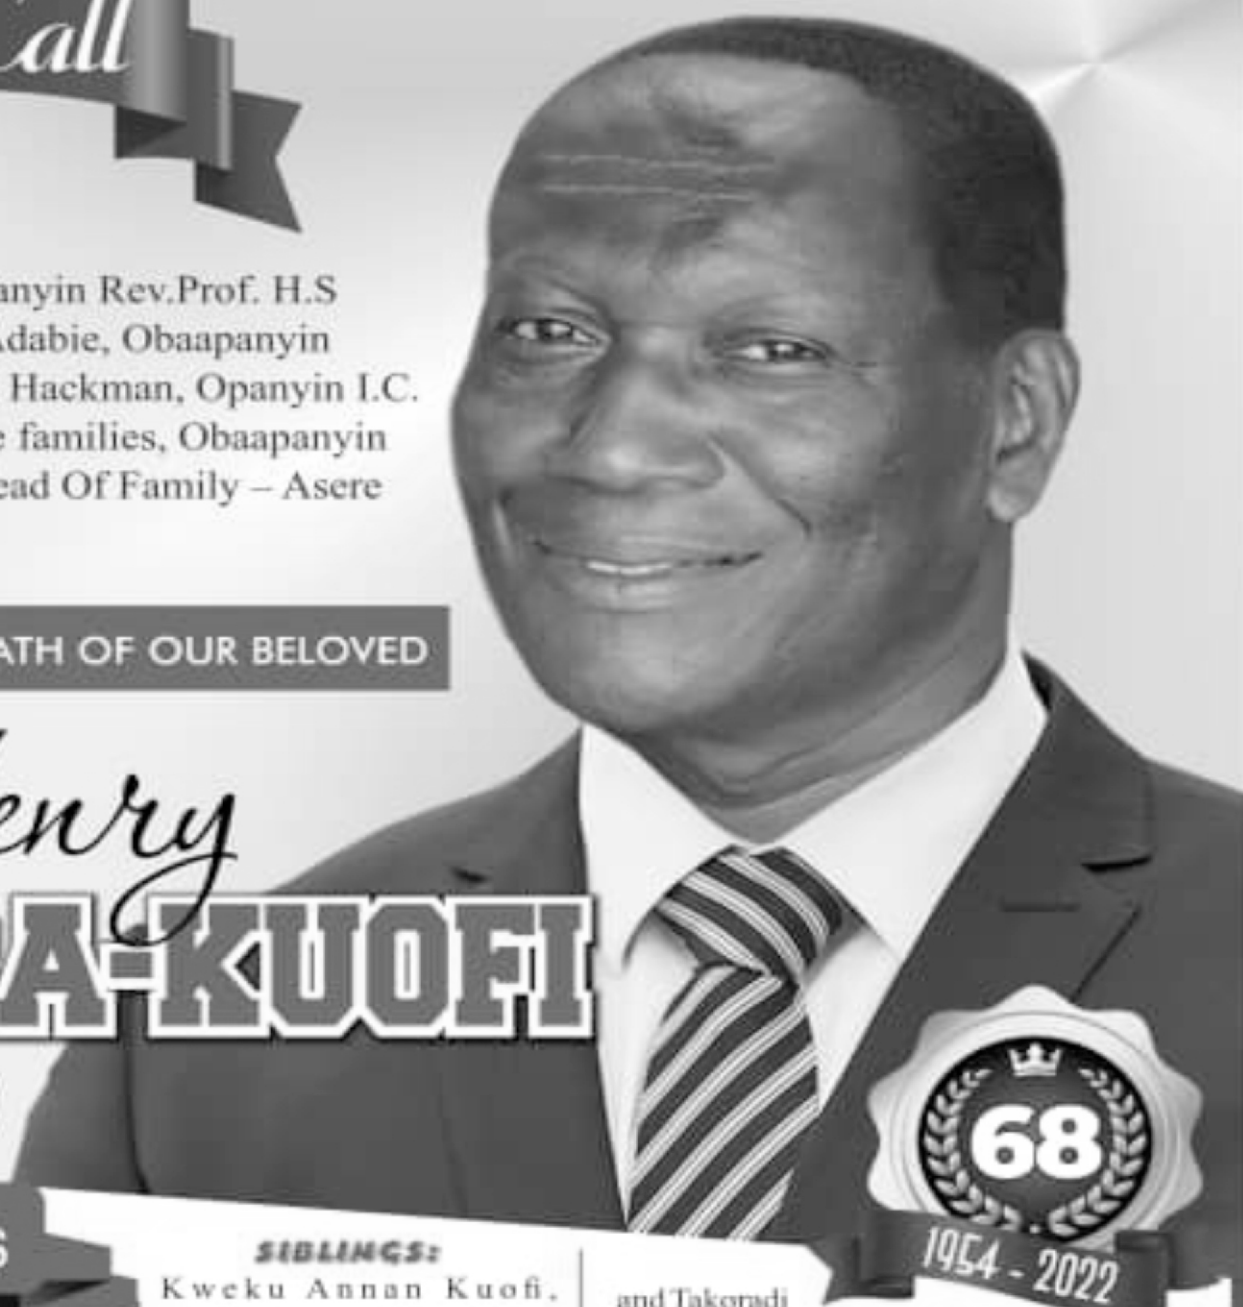 all
anyin Rev.Prof. H.S
Adabie, Obaapanyin
Hackman, Opanyin I.C.
e families, Obaapanyin
ead Of Family – Asere
ATH OF OUR BELOVED
enry
A-KUOFI
68
1954 - 2022
S
SIBLINGS:
Kweku Annan Kuofi,
and Takoradi